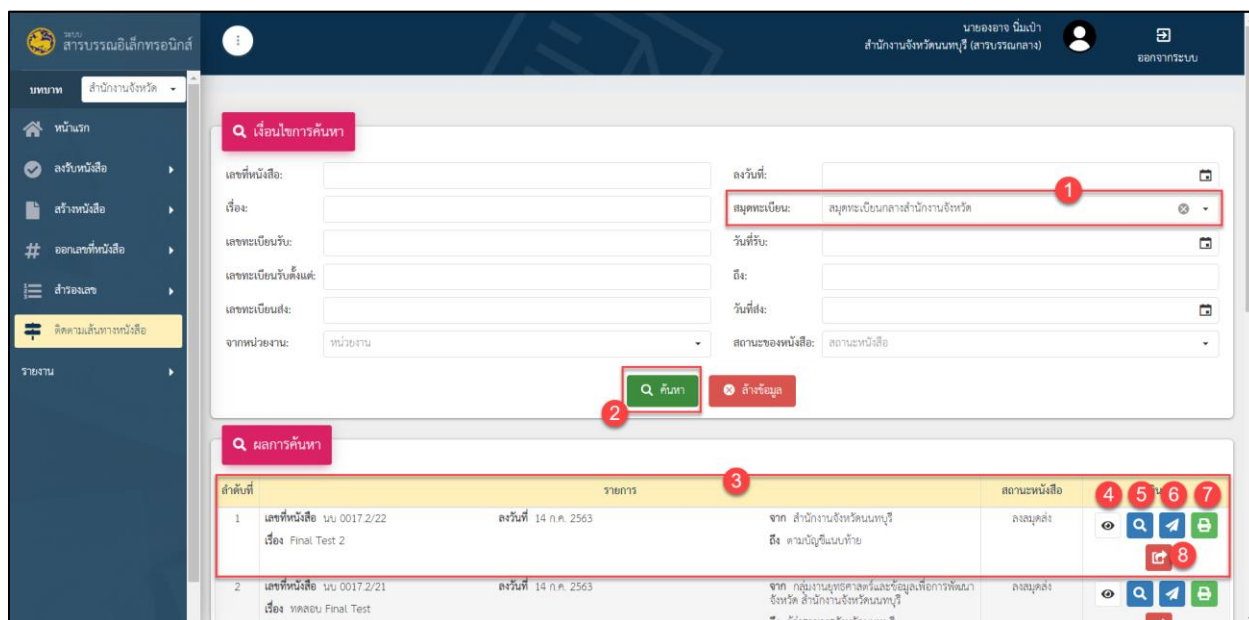 ระบบ
สารบรรณอิเล็กทรอนิกส์
นายองอาจ นิ่มเป๋า
สำนักงานจังหวัดนนทบุรี (สารบรรณกลาง)
ออกจากระบบ
บทบาท สำนักงานจังหวัด
หน้าแรก
ลงรับหนังสือ
สร้างหนังสือ
ออกเลขที่หนังสือ
สำรองเลข
ติดตามเส้นทางหนังสือ
รายงาน
เงื่อนไขการค้นหา
เลขที่หนังสือ: ลงวันที่:
1
เรื่อง: สมุดทะเบียน: สมุดทะเบียนกลางสำนักงานจังหวัด
เลขทะเบียนรับ: วันที่รับ:
เลขทะเบียนรับตั้งแต่: ถึง:
เลขทะเบียนส่ง: วันที่ส่ง:
จากหน่วยงาน: หน่วยงาน สถานะของหนังสือ: สถานะหนังสือ
ค้นหา ล้างข้อมูล
2
ผลการค้นหา
3
ลำดับที่ รายการ สถานะหนังสือ
4 5 6 7
1 เลขที่หนังสือ นบ 0017.2/22 ลงวันที่ 14 ก.ค. 2563 จาก สำนักงานจังหวัดนนทบุรี ลงสมุดส่ง
เรื่อง Final Test 2 ถึง ตามบัญชีแนบท้าย
8
2 เลขที่หนังสือ นบ 0017.2/21 ลงวันที่ 14 ก.ค. 2563 จาก กลุ่มงานยุทธศาสตร์และข้อมูลเพื่อการพัฒนา ลงสมุดส่ง
จังหวัด สำนักงานจังหวัดนนทบุรี
เรื่อง ทดสอบ Final Test